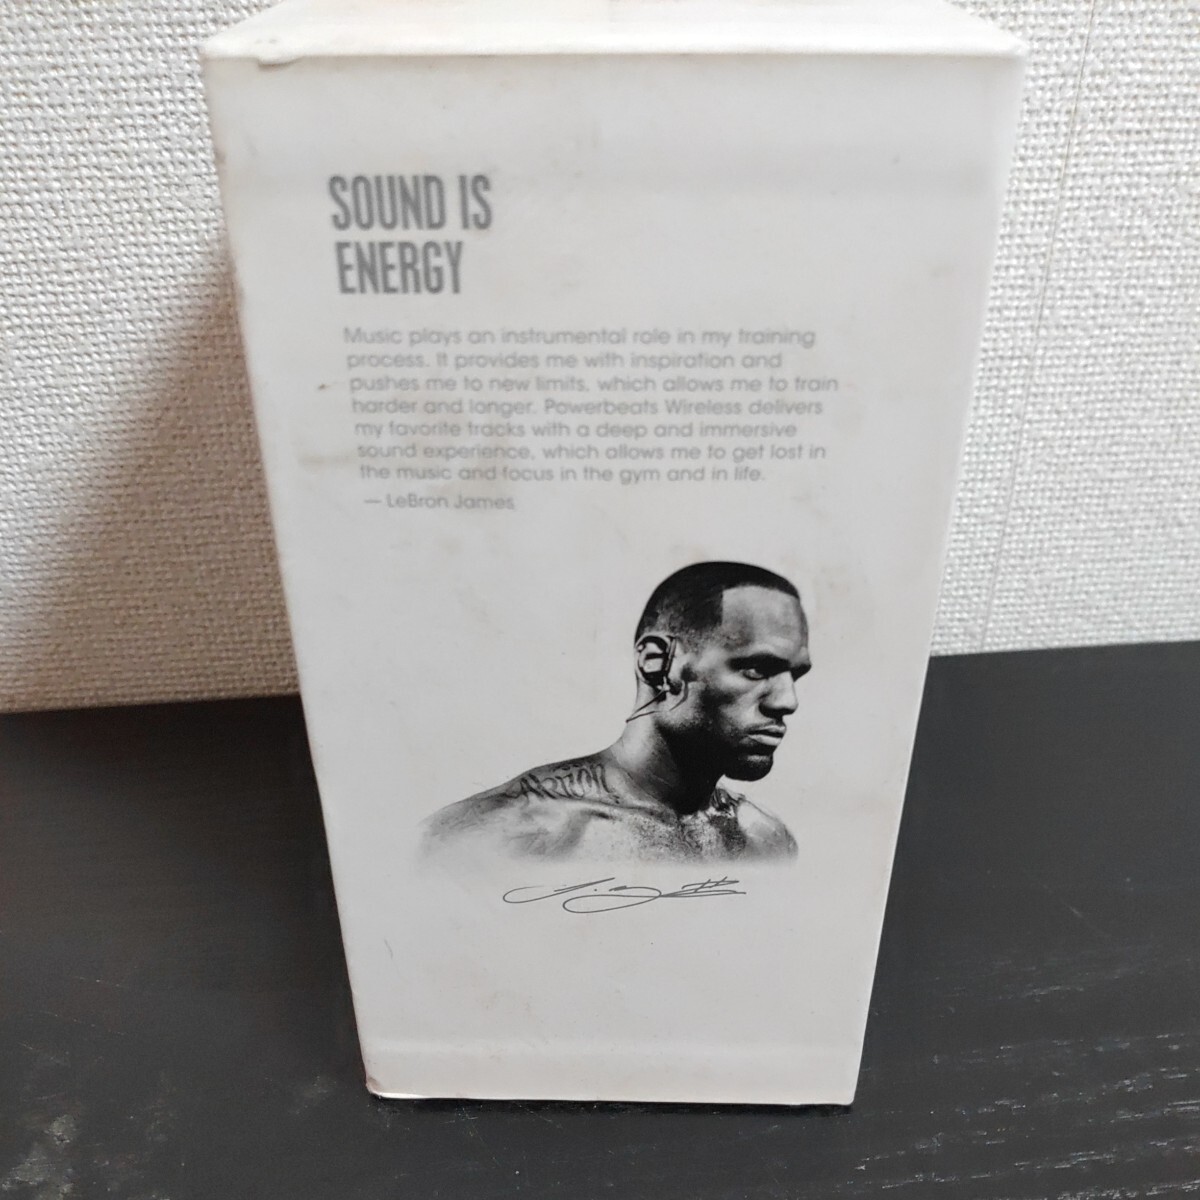 SOUND IS
ENERGY
Music plays an instrumental role in my training
process. It provides me with inspiration and
pushes me to new limits, which allows me to train
harder and longer. Powerbeats Wireless delivers
my favorite tracks with a deep and immersive
sound experience, which allows me to get lost in
the music and focus in the gym and in life.
— LeBron James
Akron